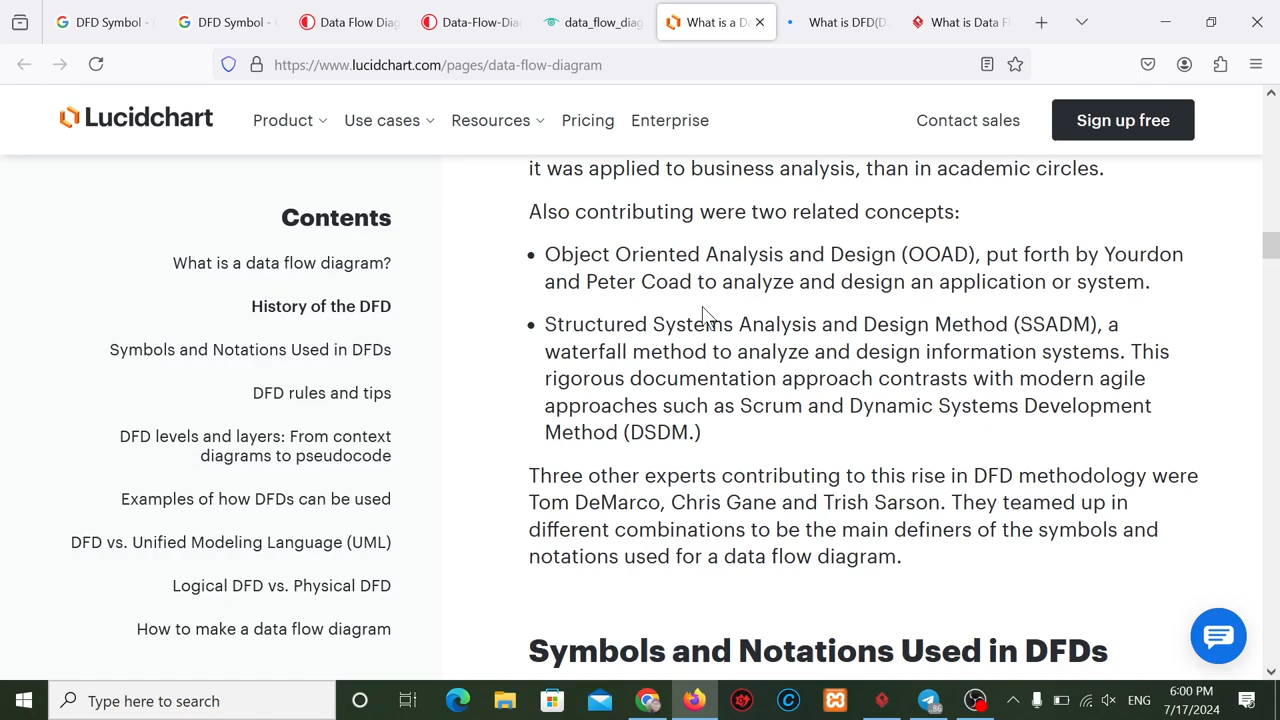 DFD Symbol -
DFD Symbol -
Data Flow Dia
Data-Flow-Dia
data_flow_dia
What is a Da
What is DFD(D
What is Data F
https://www.lucidchart.com/pages/data-flow-diagram
Lucidchart
Product
Use cases
Resources
Pricing
Enterprise
Contact sales
Sign up free
Contents
What is a data flow diagram?
History of the DFD
Symbols and Notations Used in DFDs
DFD rules and tips
DFD levels and layers: From context
diagrams to pseudocode
Examples of how DFDs can be used
DFD vs. Unified Modeling Language (UML)
Logical DFD vs. Physical DFD
How to make a data flow diagram
it was applied to business analysis, than in academic circles.
Also contributing were two related concepts:
• Object Oriented Analysis and Design (OOAD), put forth by Yourdon
and Peter Coad to analyze and design an application or system.
• Structured Systems Analysis and Design Method (SSADM), a
waterfall method to analyze and design information systems. This
rigorous documentation approach contrasts with modern agile
approaches such as Scrum and Dynamic Systems Development
Method (DSDM.)
Three other experts contributing to this rise in DFD methodology were
Tom DeMarco, Chris Gane and Trish Sarson. They teamed up in
different combinations to be the main definers of the symbols and
notations used for a data flow diagram.
Symbols and Notations Used in DFDs
Type here to search
ENG
6:00 PM
7/17/2024